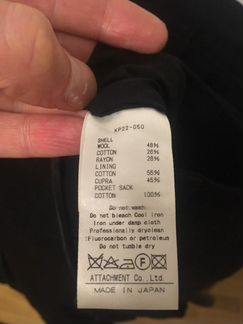 KP22-050
SHELL
WOOL 48%
COTTON 26%
RAYON 26%
LINING
COTTON 55%
CUPRA 45%
POCKET SACK
COTTON 100%
Do not wash
Do not bleach Cool iron
Iron under damp cloth
Professionally dryclean
:Fluorocarbon or petroleum
Do not tumble dry
F
ATTACHMENT Co., Ltd.
MADE IN JAPAN